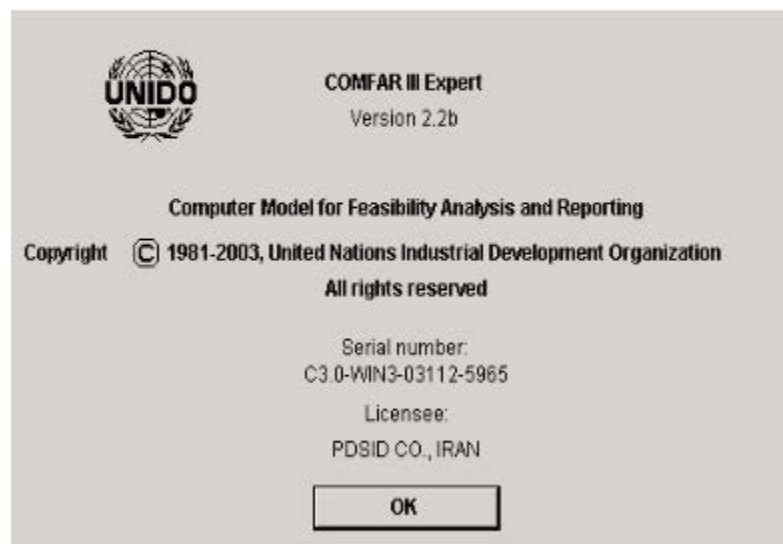 UNIDO
COMFAR III Expert
Version 2.2b
Computer Model for Feasibility Analysis and Reporting
Copyright © 1981-2003, United Nations Industrial Development Organization
All rights reserved
Serial number:
C3.0-WIN3-03112-5965
Licensee:
PDSID CO., IRAN
OK